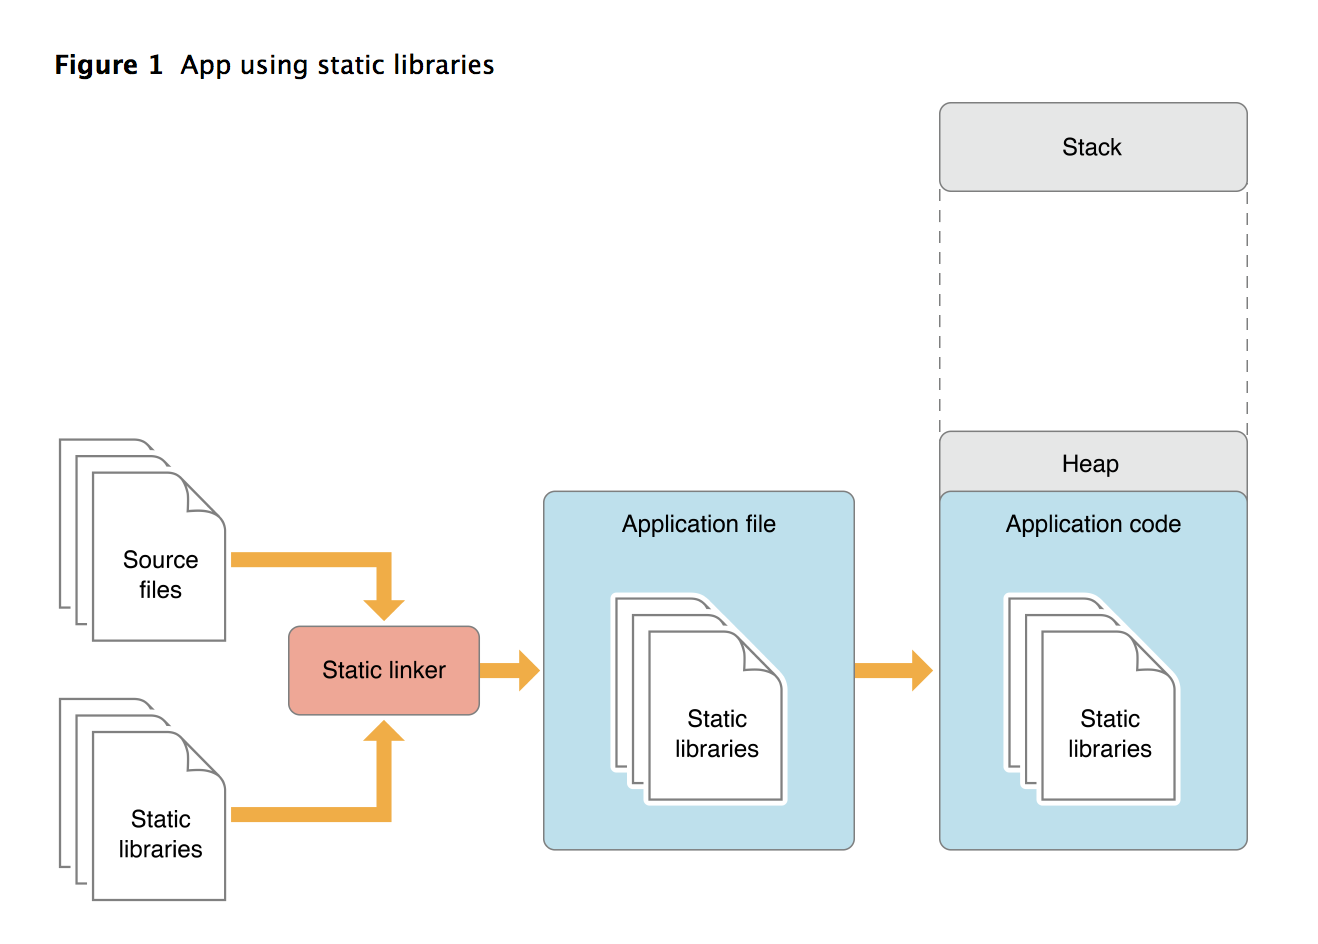 Figure 1 App using static libraries
Stack
Heap
Source
files
Static linker
Static
libraries
Application file
Static
libraries
Application code
Static
libraries